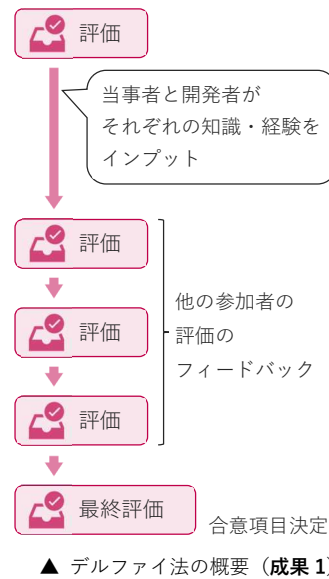 評価
当事者と開発者が
それぞれの知識・経験を
インプット
評価
評価
評価
他の参加者の
評価の
フィードバック
最終評価
合意項目決定
▲ デルファイ法の概要（成果 1）